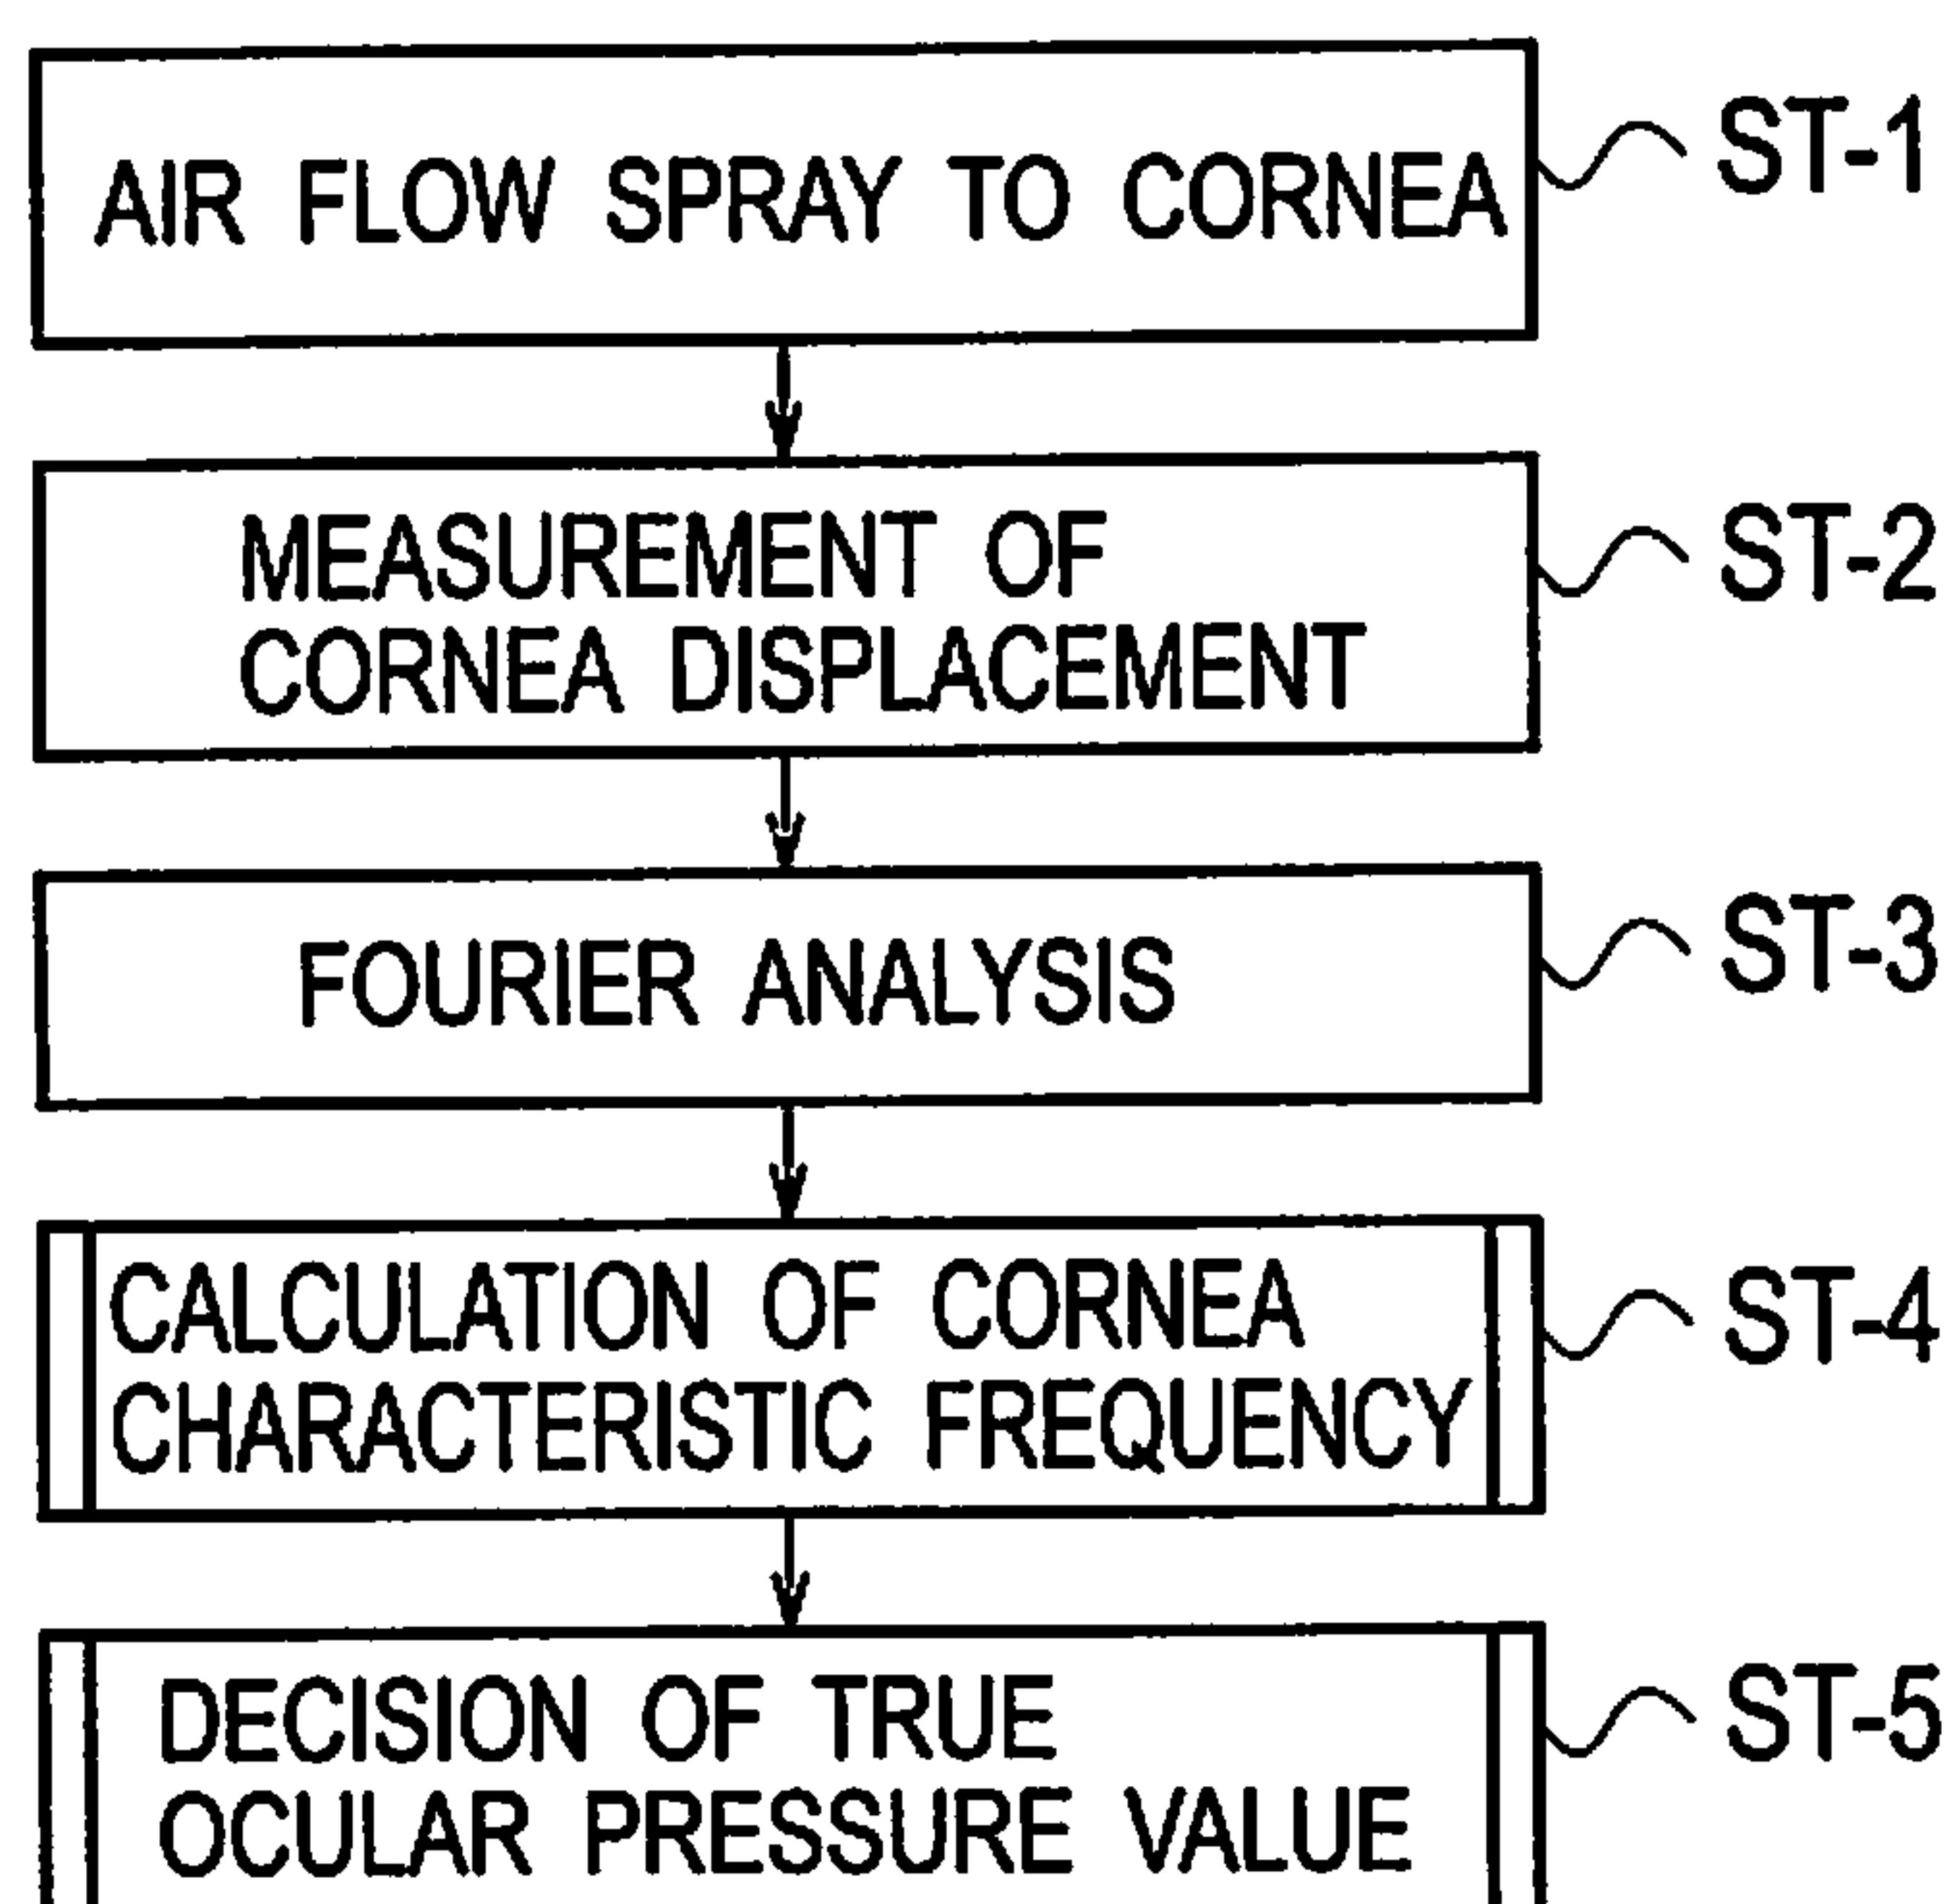 AIR FLOW SPRAY TO CORNEA
ST-1
MEASUREMENT OF
CORNEA DISPLACEMENT
ST-2
FOURIER ANALYSIS
ST-3
CALCULATION OF CORNEA
CHARACTERISTIC FREQUENCY
ST-4
DECISION OF TRUE
OCULAR PRESSURE VALUE
ST-5